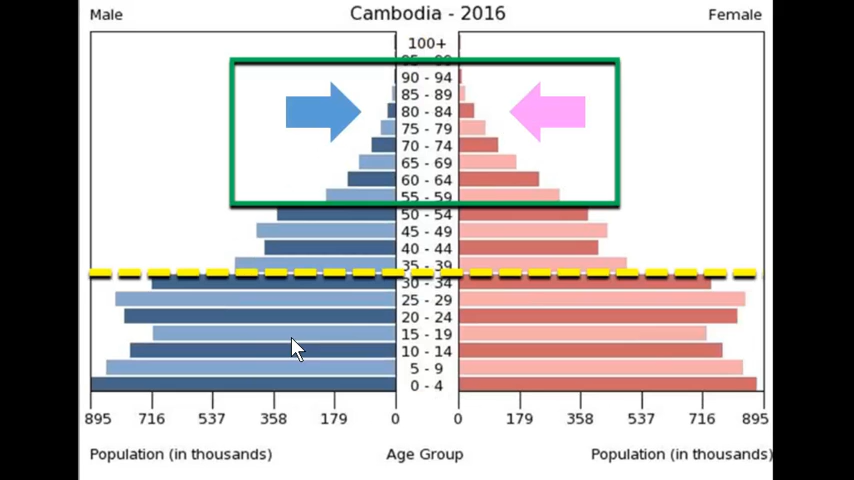 Male Cambodia - 2016 Female
100+
90 - 94
85 - 89
80 - 84
75 - 79
70 - 74
65 - 69
60 - 64
55 - 59
50 - 54
45 - 49
40 - 44
35 - 39
30 - 34
25 - 29
20 - 24
15 - 19
10 - 14
5 - 9
0 - 4
895 716 537 358 179 0 0 179 358 537 716 895
Population (in thousands) Age Group Population (in thousands)